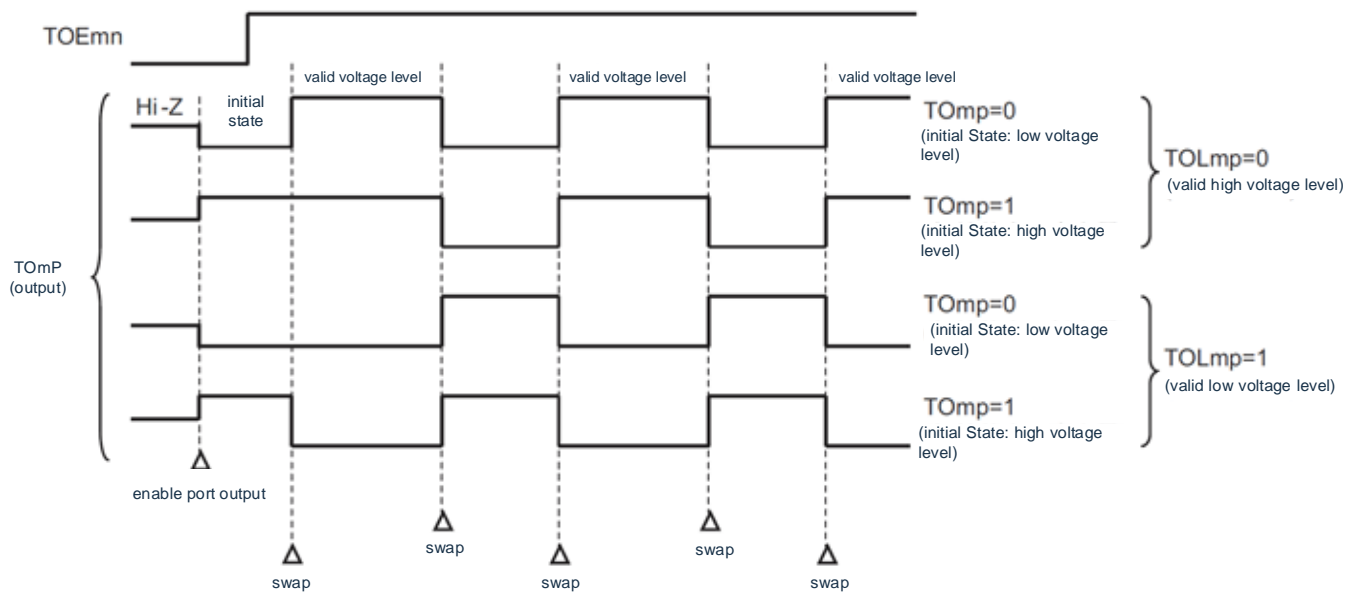 TOEmn
valid voltage level
valid voltage level
valid voltage level
Hi-Z
initial
state
TOmp=0
(initial State: low voltage
level)
TOLmp=0
(valid high voltage level)
TOmp=1
(initial State: high voltage
level)
TOmP
(output)
TOmp=0
(initial State: low voltage
level)
TOLmp=1
(valid low voltage level)
TOmp=1
(initial State: high voltage
level)
enable port output
swap
swap
swap
swap
swap